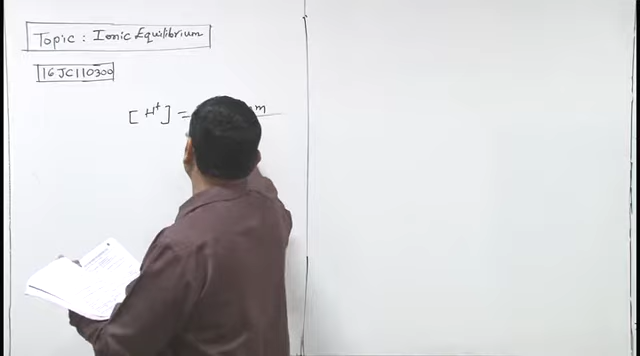 Topic : Ionic Equilibrium
16JC110300
[ H⁺ ] =